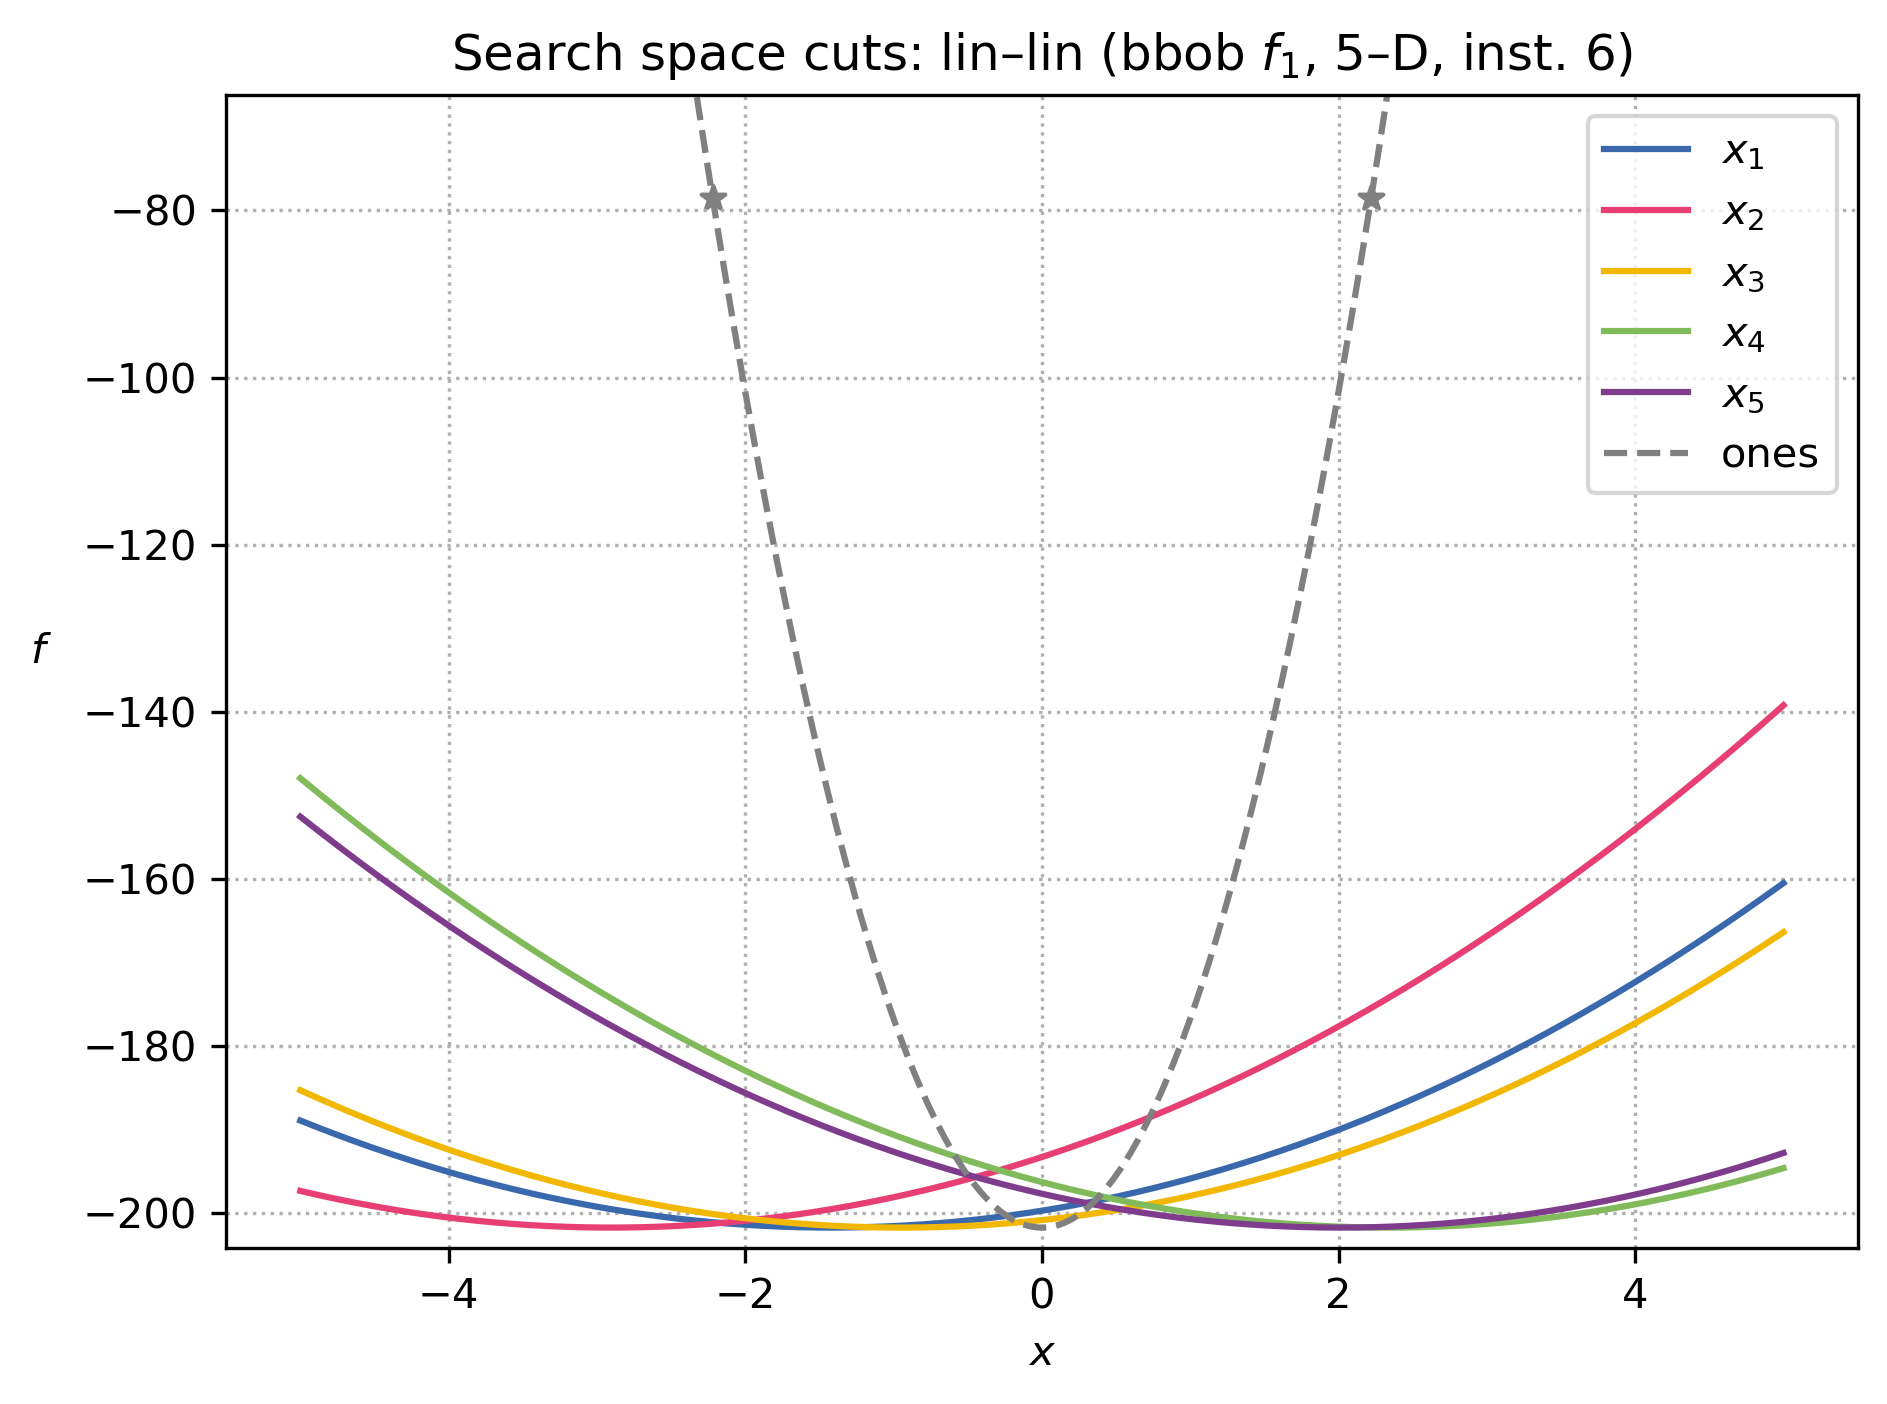 Search space cuts: lin–lin (bbob f₁, 5–D, inst. 6)
x₁
x₂
x₃
x₄
x₅
ones
−80
−100
−120
−140
−160
−180
−200
f
−4 −2 0 2 4
x